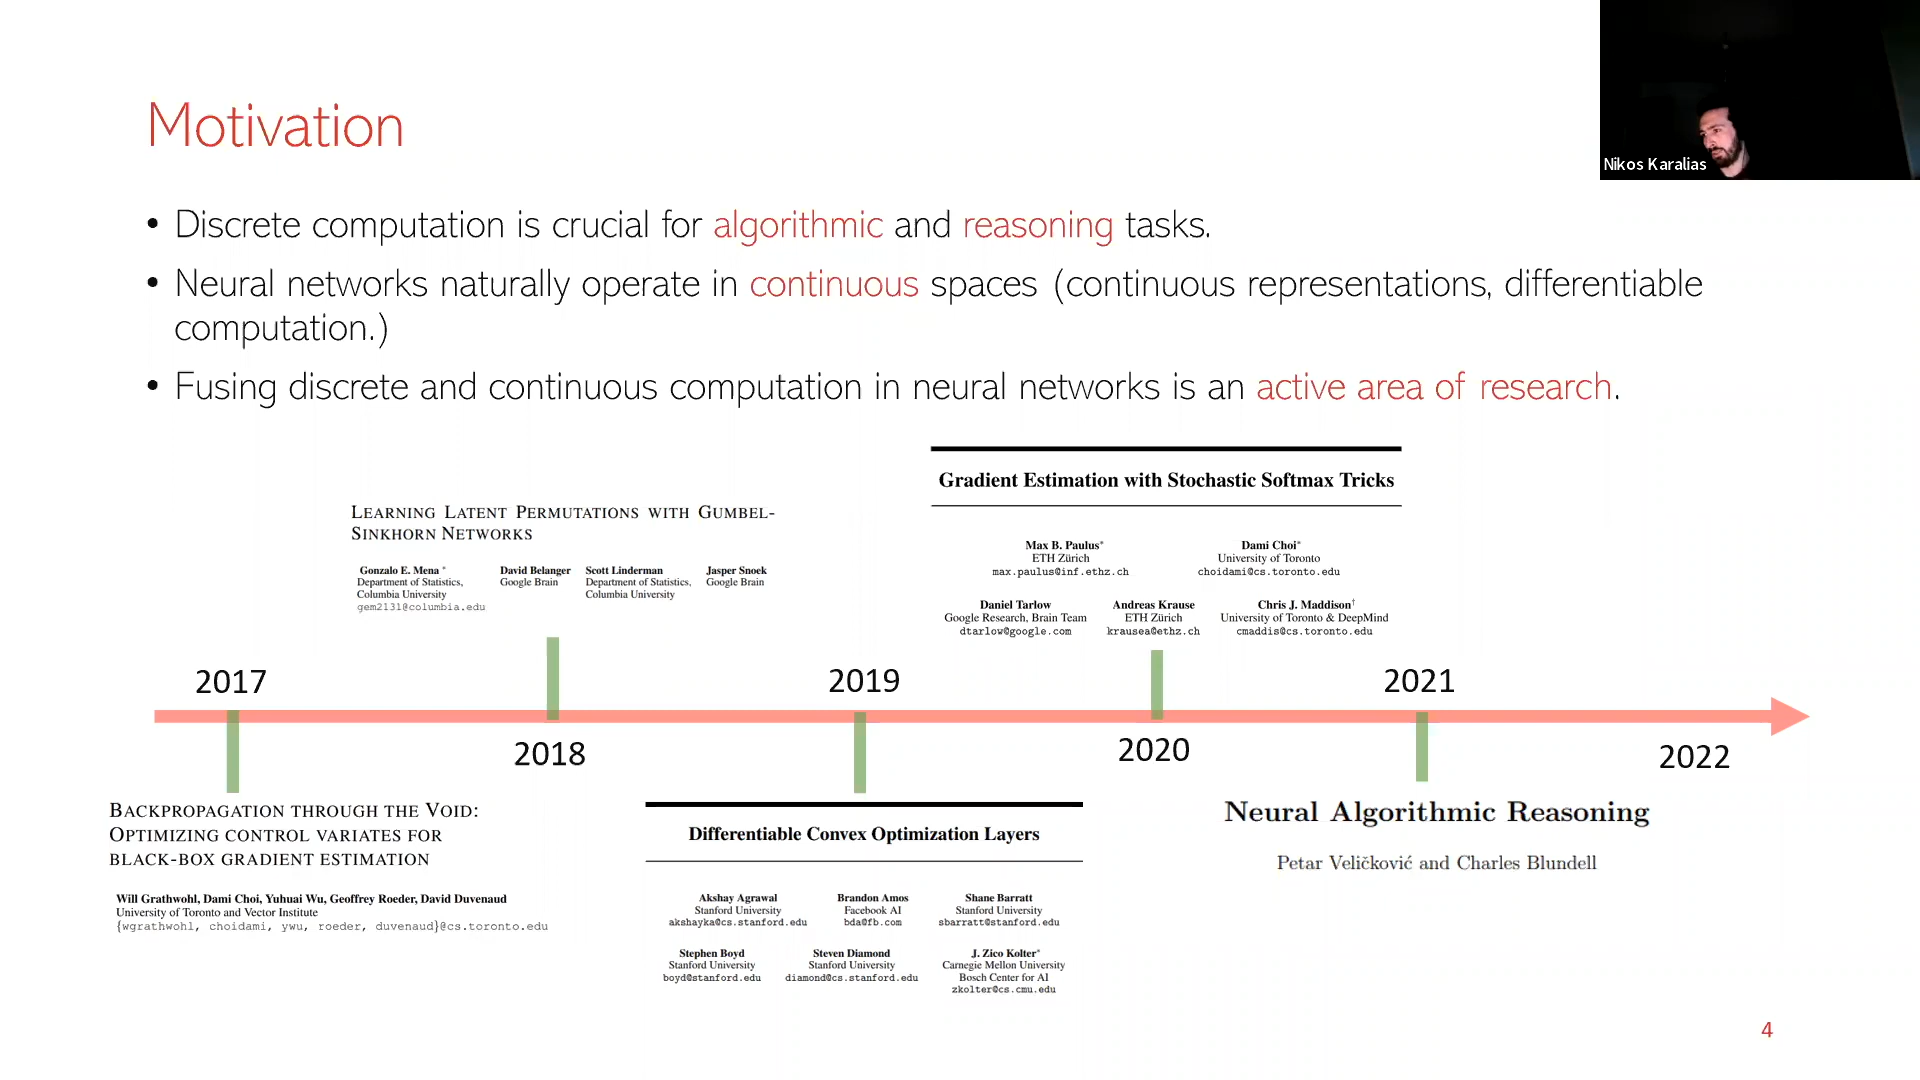 Motivation
Nikos Karalias
• Discrete computation is crucial for algorithmic and reasoning tasks.
• Neural networks naturally operate in continuous spaces (continuous representations, differentiable
computation.)
• Fusing discrete and continuous computation in neural networks is an active area of research.
LEARNING LATENT PERMUTATIONS WITH GUMBEL-
SINKHORN NETWORKS
Gonzalo E. Mena * David Belanger Scott Linderman Jasper Snoek
Department of Statistics, Google Brain Department of Statistics, Google Brain
Columbia University Columbia University
gem2131@columbia.edu
Gradient Estimation with Stochastic Softmax Tricks
Max B. Paulus* Dami Choi*
ETH Zürich University of Toronto
max.paulus@inf.ethz.ch choidami@cs.toronto.edu
Daniel Tarlow Andreas Krause Chris J. Maddison†
Google Research, Brain Team ETH Zürich University of Toronto & DeepMind
dtarlow@google.com krausea@ethz.ch cmaddis@cs.toronto.edu
2017 2019 2021
2018 2020 2022
BACKPROPAGATION THROUGH THE VOID:
OPTIMIZING CONTROL VARIATES FOR
BLACK-BOX GRADIENT ESTIMATION
Will Grathwohl, Dami Choi, Yuhuai Wu, Geoffrey Roeder, David Duvenaud
University of Toronto and Vector Institute
{wgrathwohl, choidami, ywu, roeder, duvenaud}@cs.toronto.edu
Differentiable Convex Optimization Layers
Akshay Agrawal Brandon Amos Shane Barratt
Stanford University Facebook AI Stanford University
akshayka@cs.stanford.edu bda@fb.com sbarratt@stanford.edu
Stephen Boyd Steven Diamond J. Zico Kolter*
Stanford University Stanford University Carnegie Mellon University
boyd@stanford.edu diamond@cs.stanford.edu Bosch Center for AI
zkolter@cs.cmu.edu
Neural Algorithmic Reasoning
Petar Veličković and Charles Blundell
4